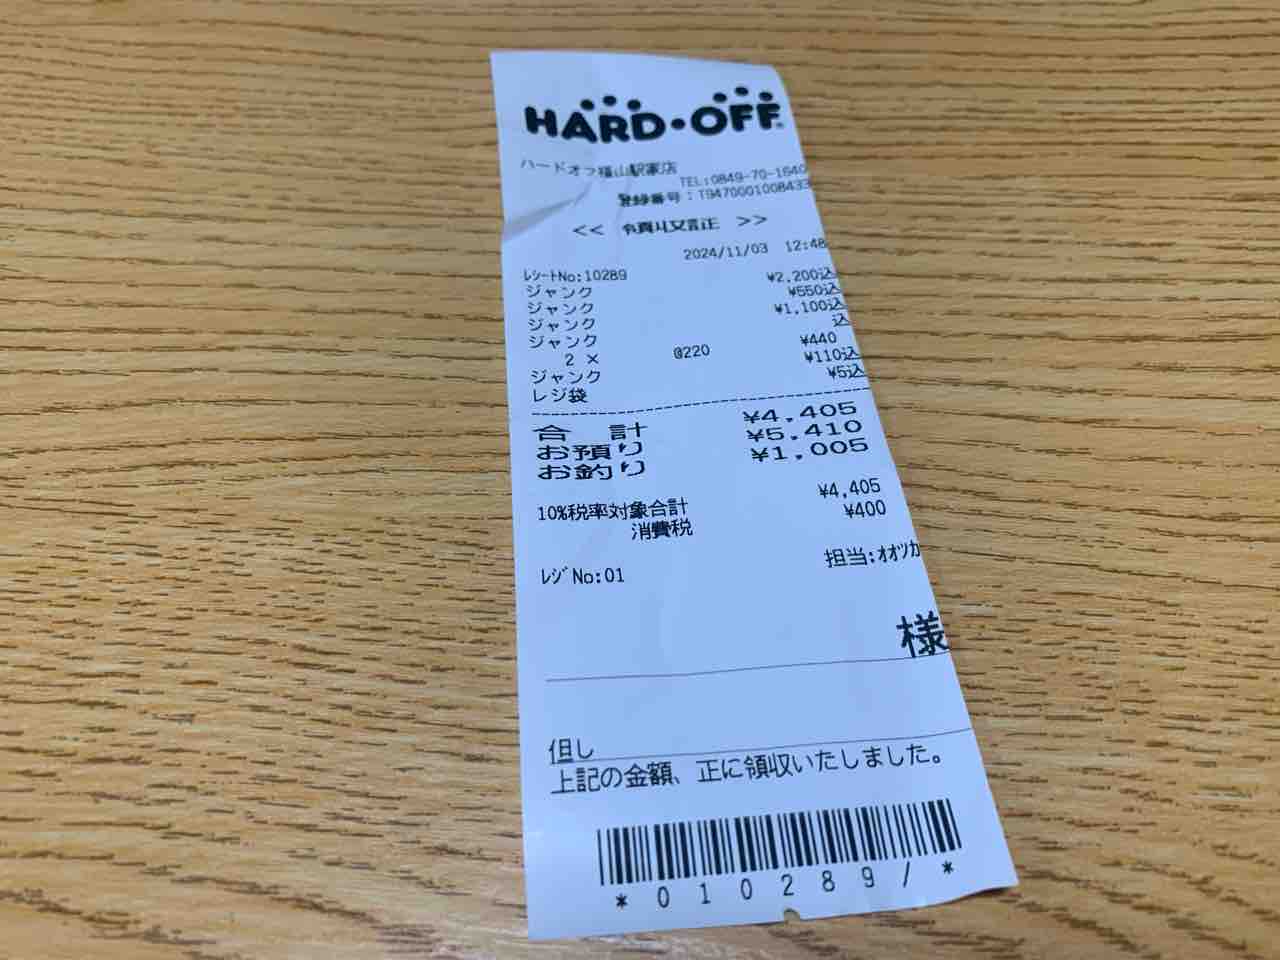 HARD・OFF
ハードオフ福山駅家店
TEL:0849-70-1640
登録番号:T9470001008433
<< 領収証 >>
2024/11/03 12:48
レシートNo:10289
ジャンク ¥2,200込
ジャンク ¥550込
ジャンク ¥1,100込
ジャンク 込
2 × @220 ¥440
ジャンク ¥110込
レジ袋 ¥5込
合計 ¥4,405
お預り ¥5,410
お釣り ¥1,005
10%税率対象合計 ¥4,405
消費税 ¥400
レジNo:01 担当:オオツカ
様
但し
上記の金額、正に領収いたしました。
*010289/*